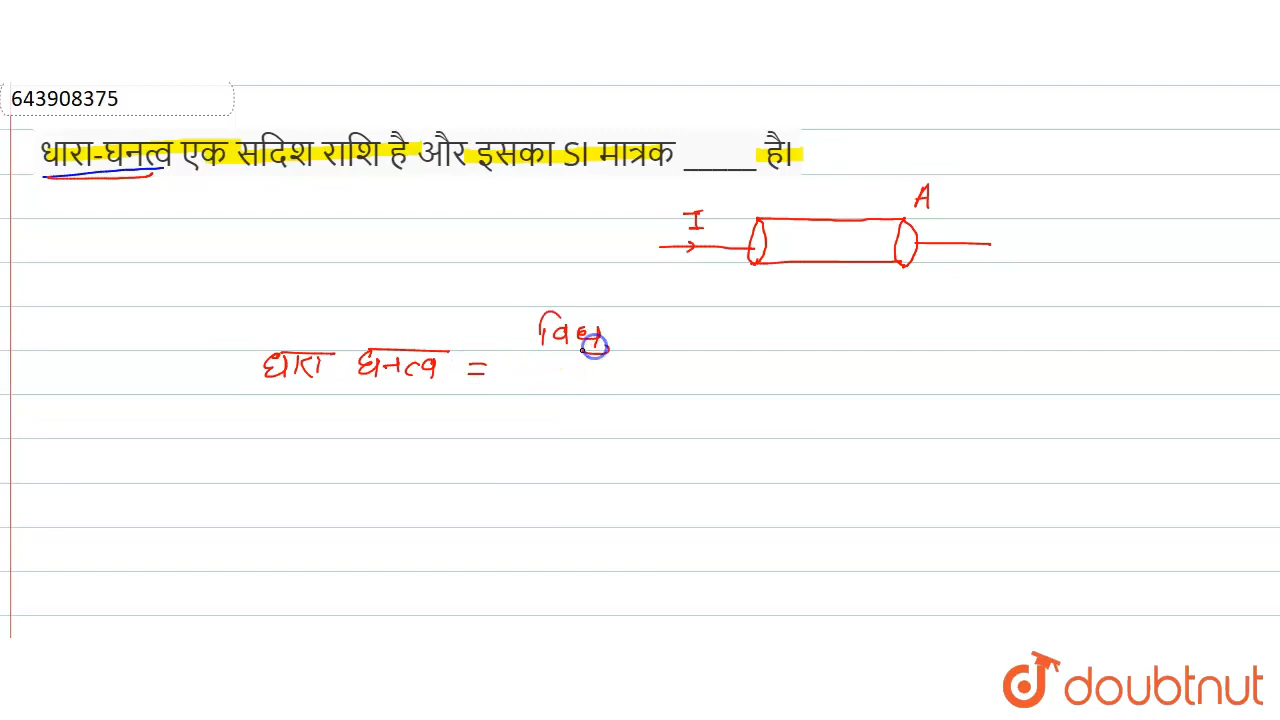 643908375
धारा-घनत्व एक सदिश राशि है और इसका SI मात्रक _____ है।
A
I
धारा घनत्व =
doubtnut